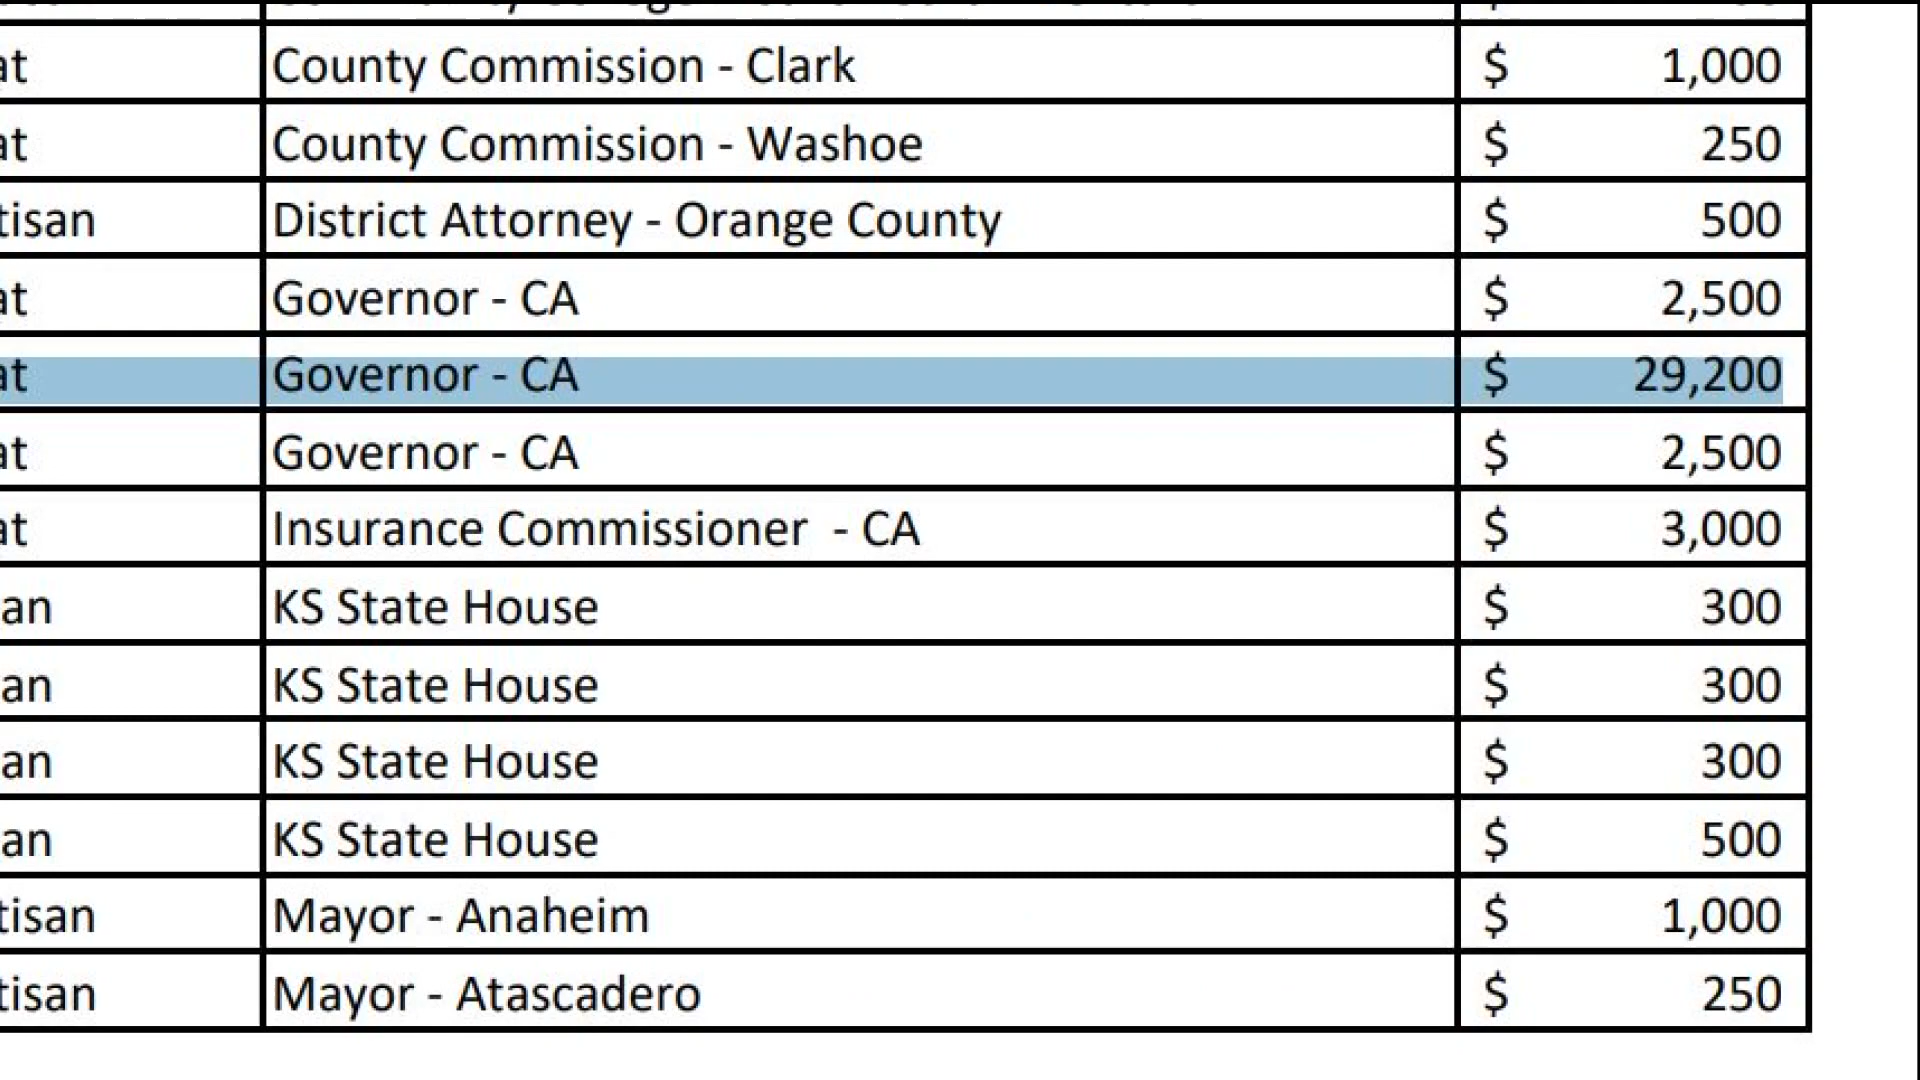 at County Commission - Clark $ 1,000
at County Commission - Washoe $ 250
tisan District Attorney - Orange County $ 500
at Governor - CA $ 2,500
at Governor - CA $ 29,200
at Governor - CA $ 2,500
at Insurance Commissioner  - CA $ 3,000
an KS State House $ 300
an KS State House $ 300
an KS State House $ 300
an KS State House $ 500
tisan Mayor - Anaheim $ 1,000
tisan Mayor - Atascadero $ 250